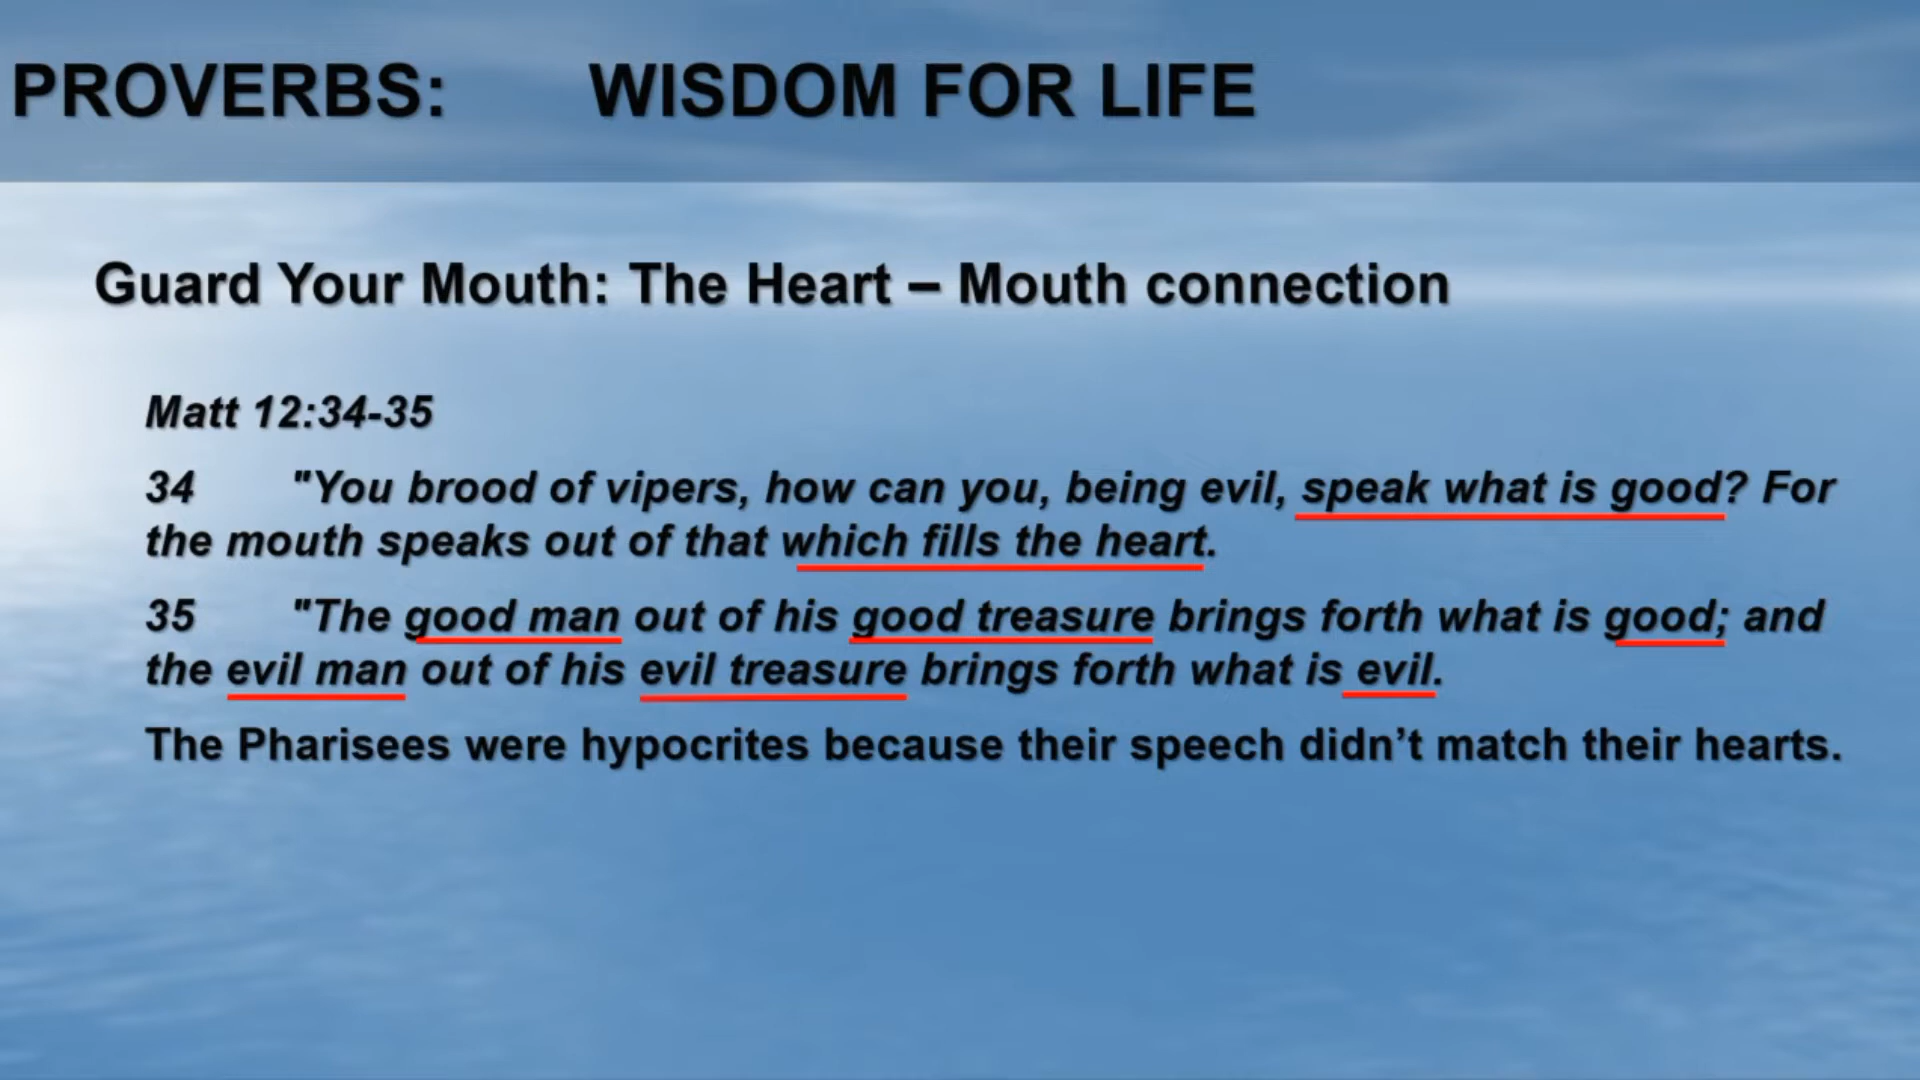 PROVERBS: WISDOM FOR LIFE
Guard Your Mouth: The Heart – Mouth connection
Matt 12:34-35
34 "You brood of vipers, how can you, being evil, speak what is good? For
the mouth speaks out of that which fills the heart.
35 "The good man out of his good treasure brings forth what is good; and
the evil man out of his evil treasure brings forth what is evil.
The Pharisees were hypocrites because their speech didn’t match their hearts.